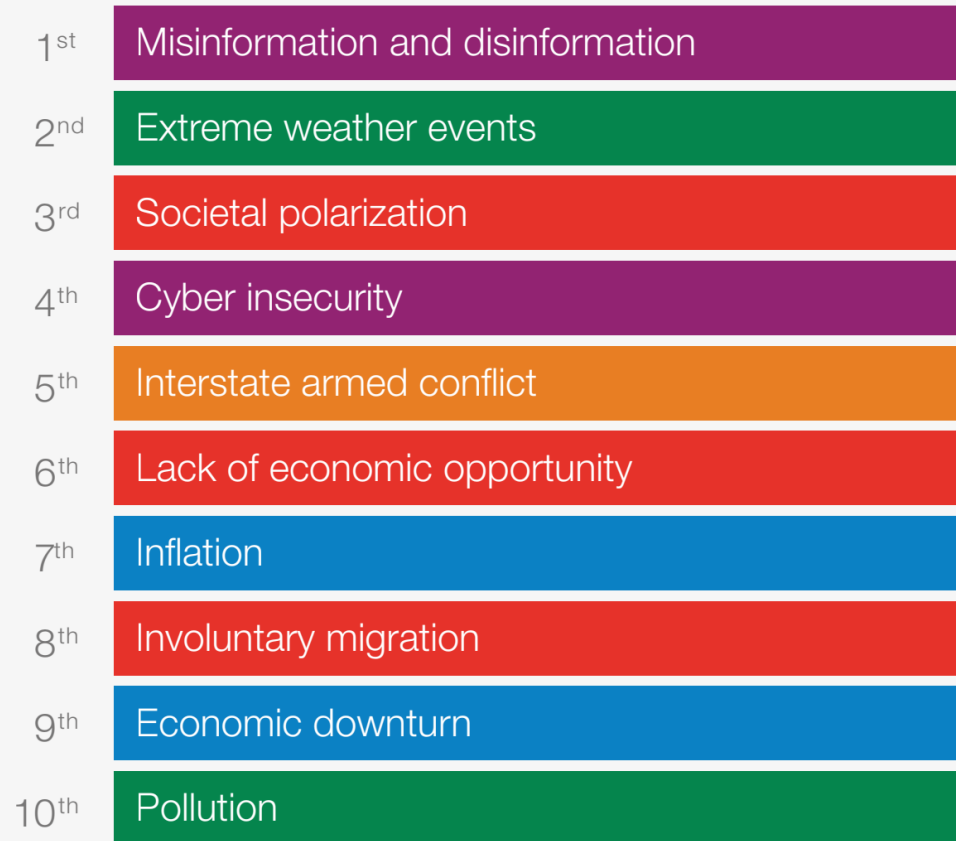 1st Misinformation and disinformation
2nd Extreme weather events
3rd Societal polarization
4th Cyber insecurity
5th Interstate armed conflict
6th Lack of economic opportunity
7th Inflation
8th Involuntary migration
9th Economic downturn
10th Pollution